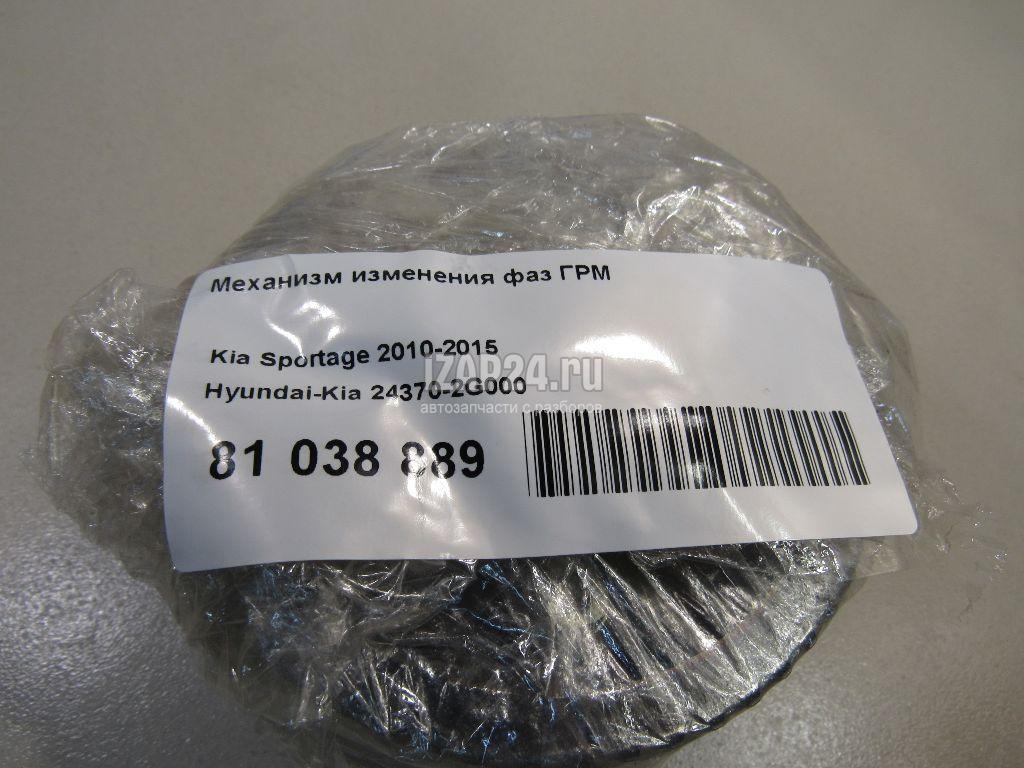 Механизм изменения фаз ГРМ
Kia Sportage 2010-2015
iZAP24.ru
Hyundai-Kia 24370-2G000
автозапчасти с разборов
81 038 889